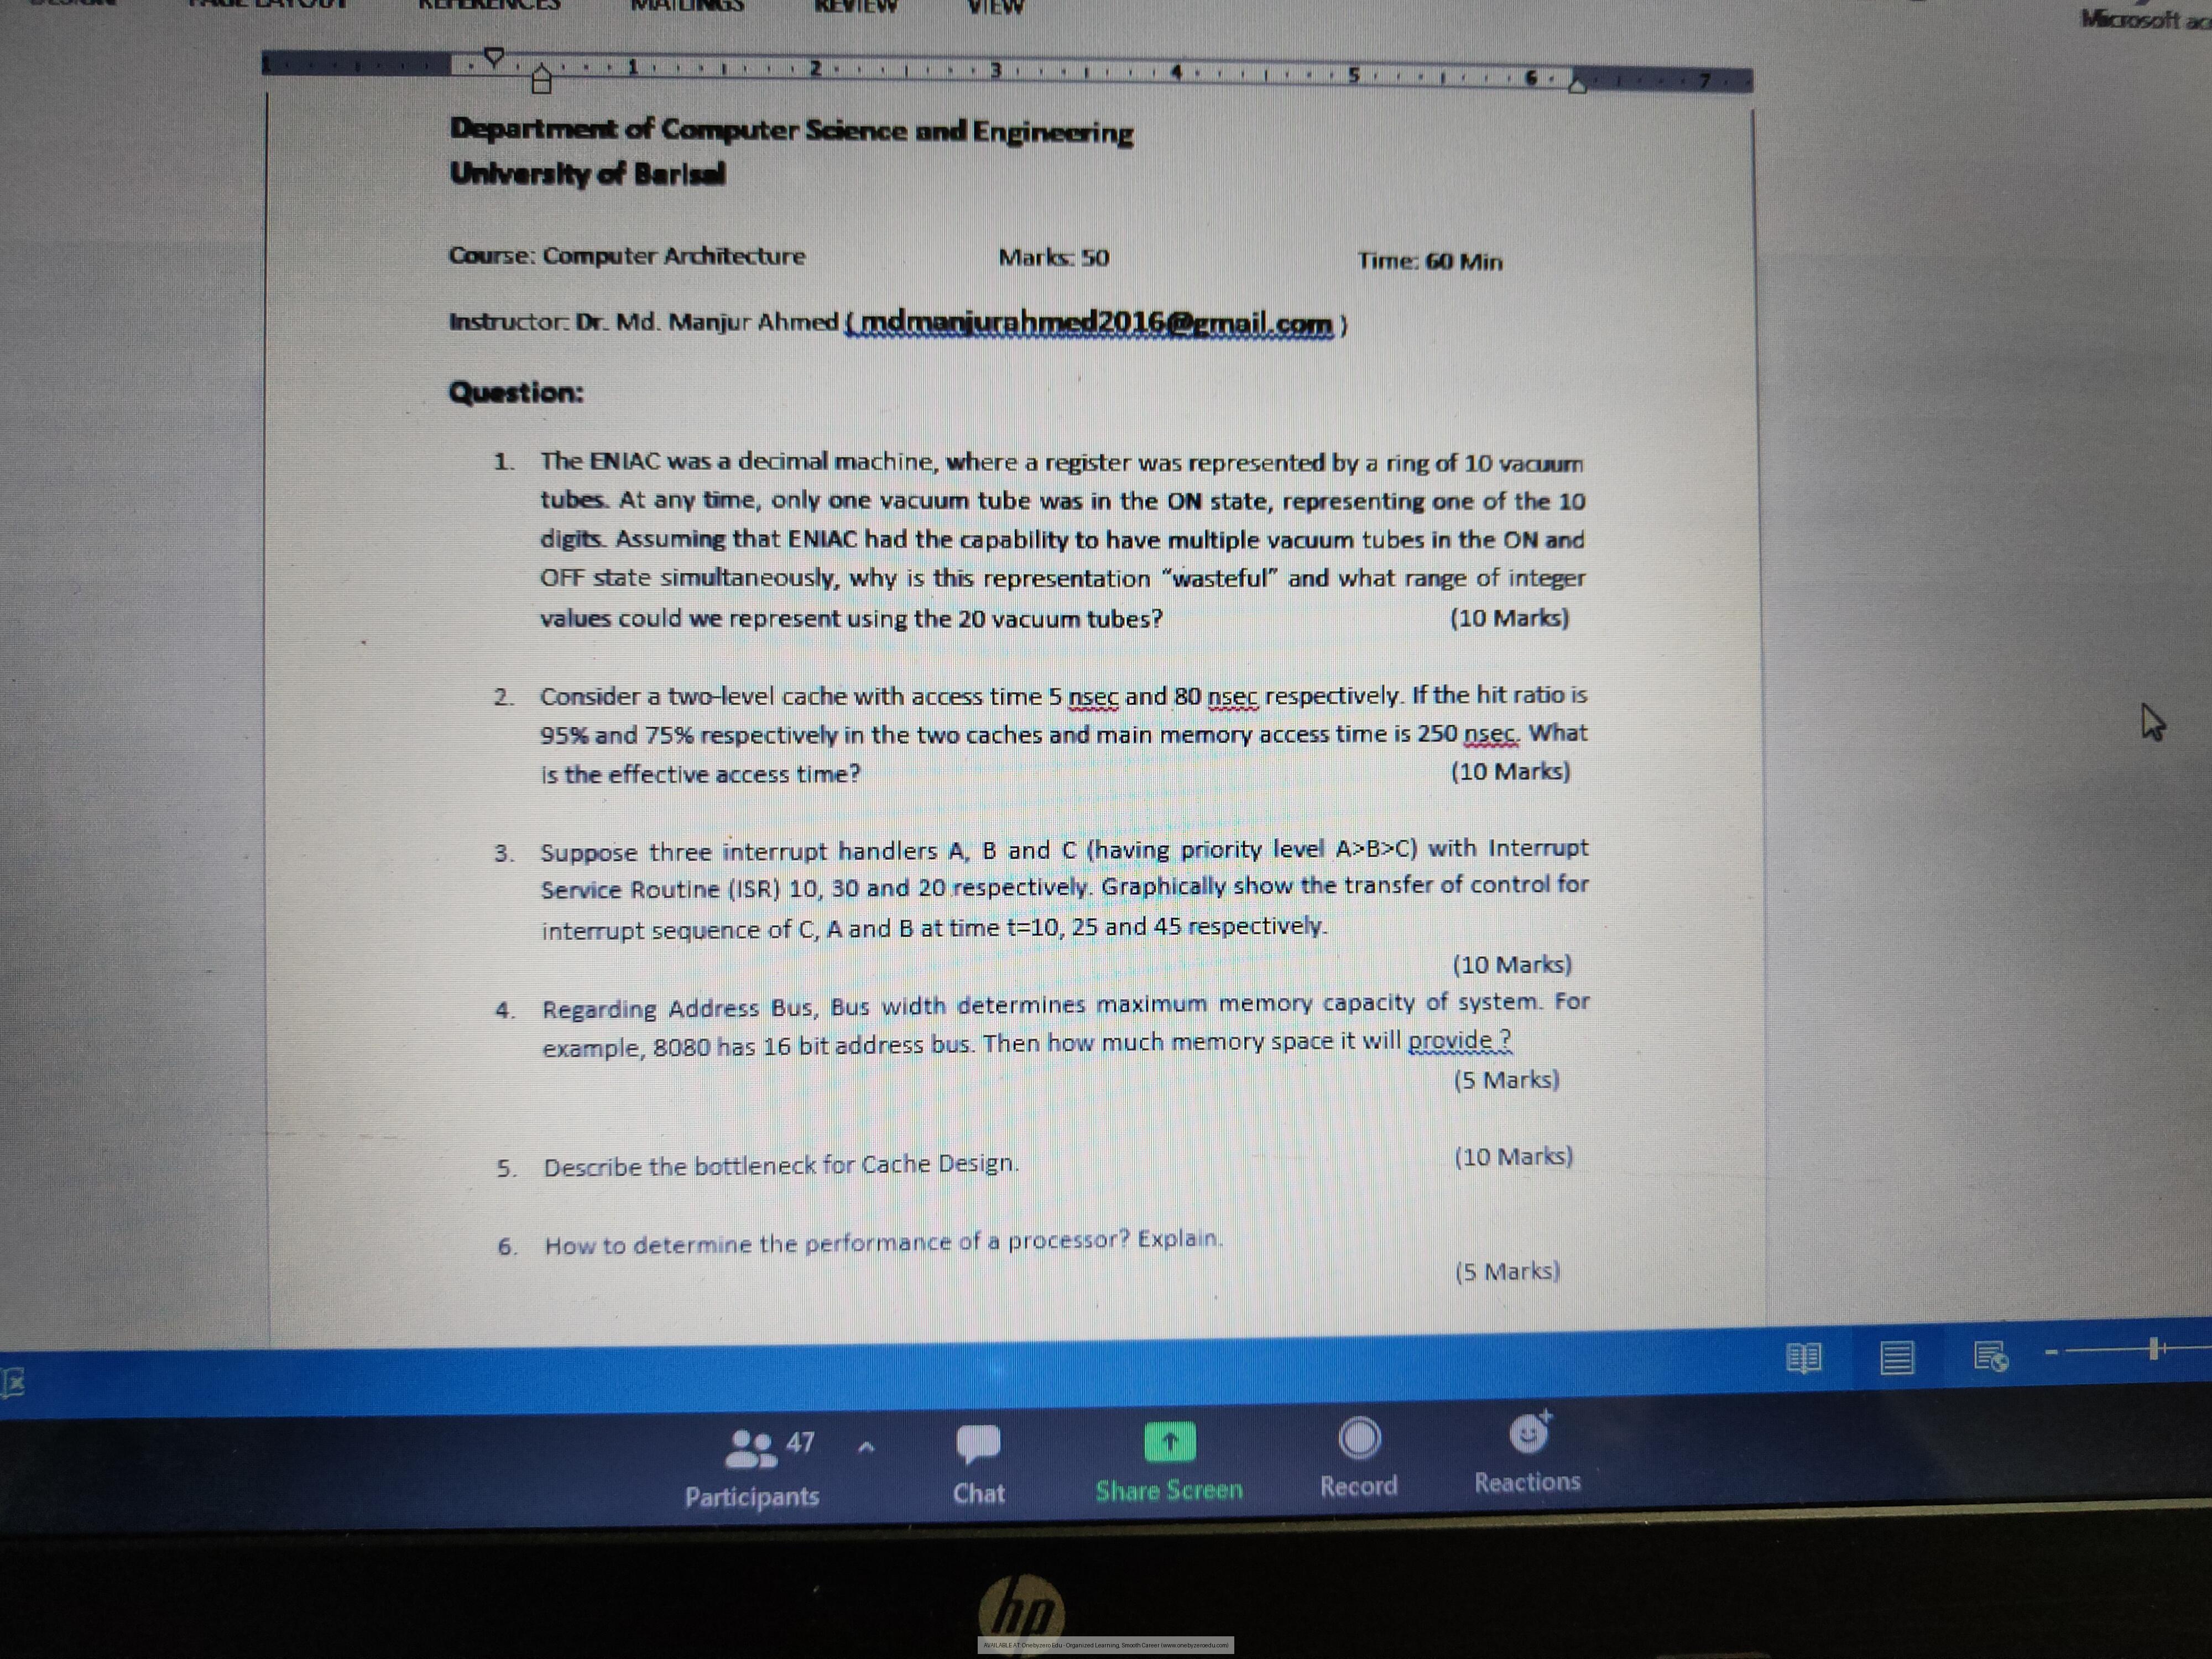 REFERENCES MAILINGS REVIEW VIEW
1 2 3 4 5 6 7
Department of Computer Science and Engineering
University of Barisal
Course: Computer Architecture Marks: 50 Time: 60 Min
Instructor: Dr. Md. Manjur Ahmed ( mdmanjurahmed2016@gmail.com )
Question:
1. The ENIAC was a decimal machine, where a register was represented by a ring of 10 vacuum
tubes. At any time, only one vacuum tube was in the ON state, representing one of the 10
digits. Assuming that ENIAC had the capability to have multiple vacuum tubes in the ON and
OFF state simultaneously, why is this representation “wasteful” and what range of integer
values could we represent using the 20 vacuum tubes? (10 Marks)
2. Consider a two-level cache with access time 5 nsec and 80 nsec respectively. If the hit ratio is
95% and 75% respectively in the two caches and main memory access time is 250 nsec. What
is the effective access time? (10 Marks)
3. Suppose three interrupt handlers A, B and C (having priority level A>B>C) with Interrupt
Service Routine (ISR) 10, 30 and 20 respectively. Graphically show the transfer of control for
interrupt sequence of C, A and B at time t=10, 25 and 45 respectively.
(10 Marks)
4. Regarding Address Bus, Bus width determines maximum memory capacity of system. For
example, 8080 has 16 bit address bus. Then how much memory space it will provide ?
(5 Marks)
5. Describe the bottleneck for Cache Design. (10 Marks)
6. How to determine the performance of a processor? Explain.
(5 Marks)
47
Participants Chat Share Screen Record Reactions
hp
AVAILABLE AT: Onebyzero Edu - Organized Learning, Smooth Career (www.onebyzeroedu.com)